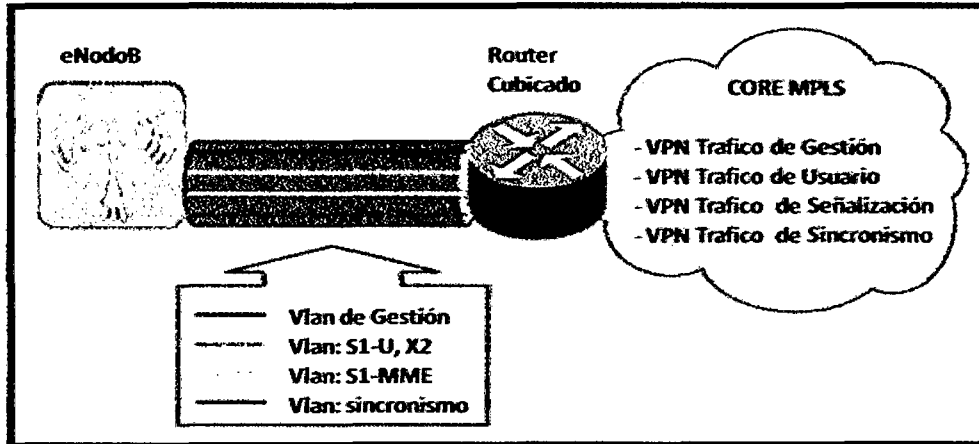 eNodoB
Router
Cubicado
CORE MPLS
- VPN Trafico de Gestión
- VPN Trafico de Usuario
- VPN Trafico de Señalización
- VPN Trafico de Sincronismo
Vlan de Gestión
Vlan: S1-U, X2
Vlan: S1-MME
Vlan: sincronismo